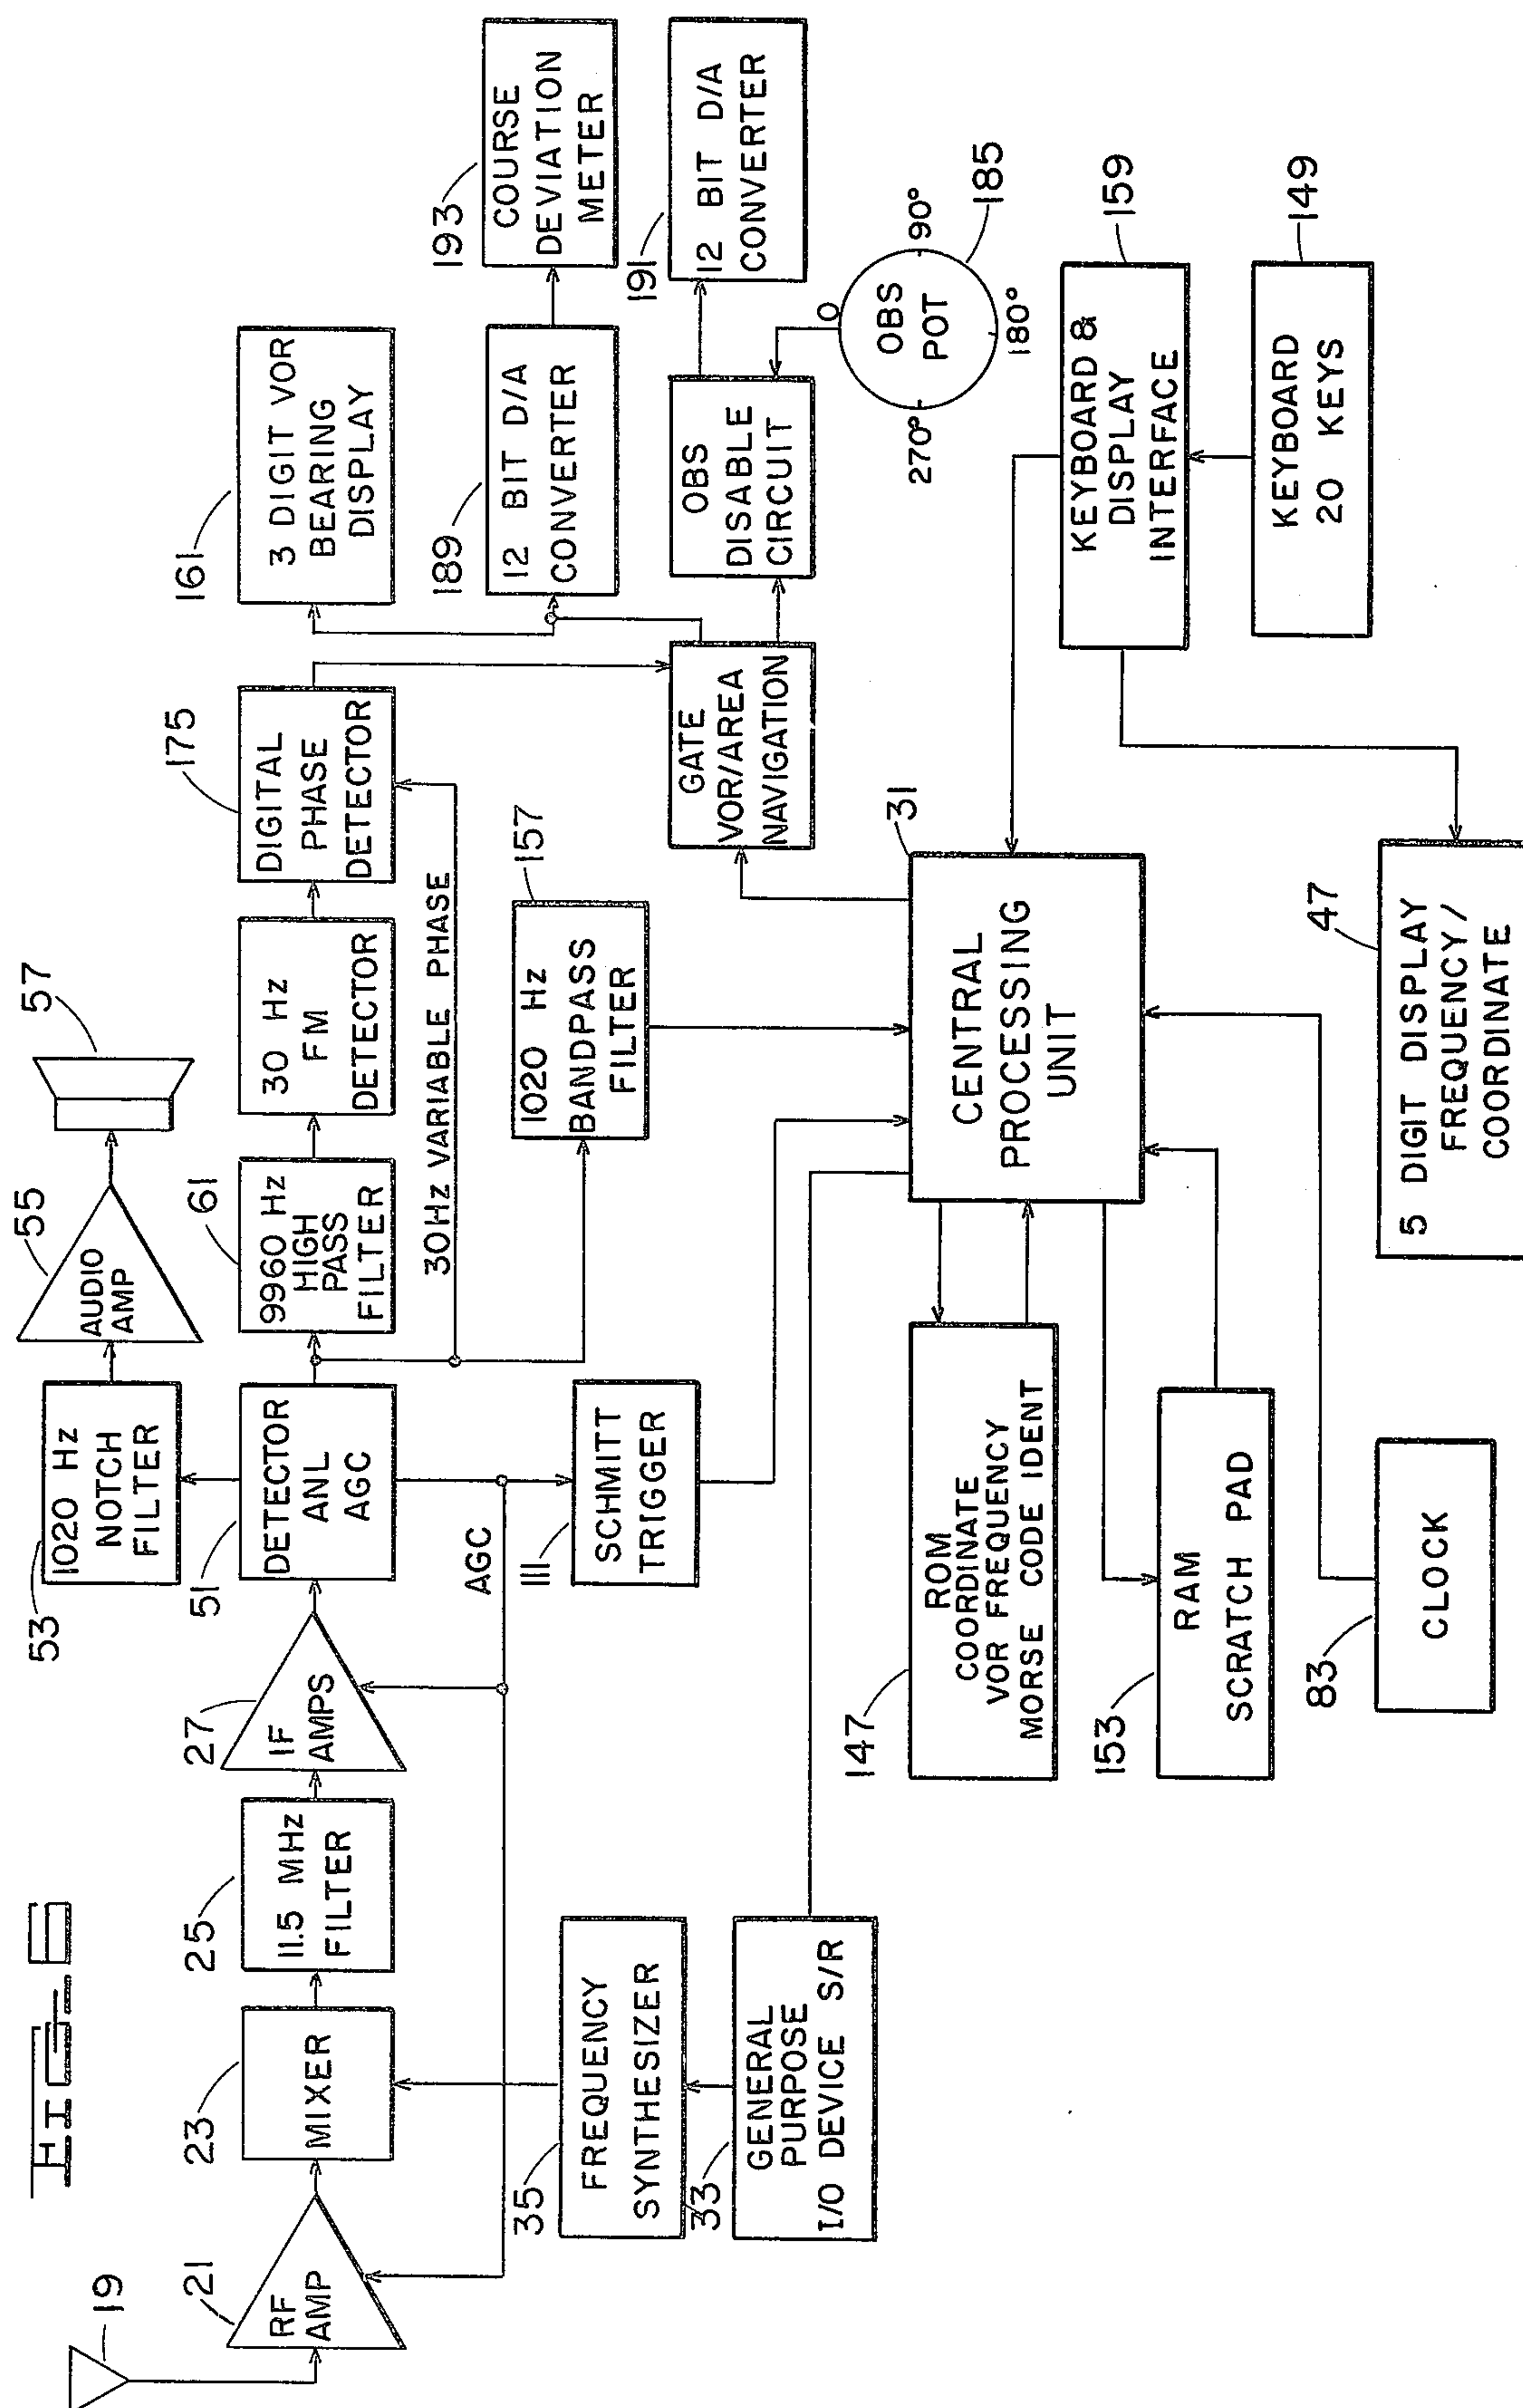 19
21
RF
AMP
23
MIXER
25
11.5 MHz
FILTER
27
IF
AMPS
51
DETECTOR
ANL
AGC
53
1020 Hz
NOTCH
FILTER
55
AUDIO
AMP
57
61
9960 Hz
HIGH
PASS
FILTER
30 Hz
FM
DETECTOR
175
DIGITAL
PHASE
DETECTOR
30Hz VARIABLE PHASE
161
3 DIGIT VOR
BEARING
DISPLAY
189
12 BIT D/A
CONVERTER
193
COURSE
DEVIATION
METER
191
12 BIT D/A
CONVERTER
GATE
VOR/AREA
NAVIGATION
OBS
DISABLE
CIRCUIT
OBS
POT
0
90°
180°
270°
185
157
1020 Hz
BANDPASS
FILTER
AGC
111
SCHMITT
TRIGGER
35
FREQUENCY
SYNTHESIZER
33
GENERAL
PURPOSE
I/O DEVICE S/R
31
CENTRAL
PROCESSING
UNIT
147
ROM
COORDINATE
VOR FREQUENCY
MORSE CODE IDENT
153
RAM
SCRATCH PAD
83
CLOCK
159
KEYBOARD &
DISPLAY
INTERFACE
149
KEYBOARD
20 KEYS
47
5 DIGIT DISPLAY
FREQUENCY/
COORDINATE